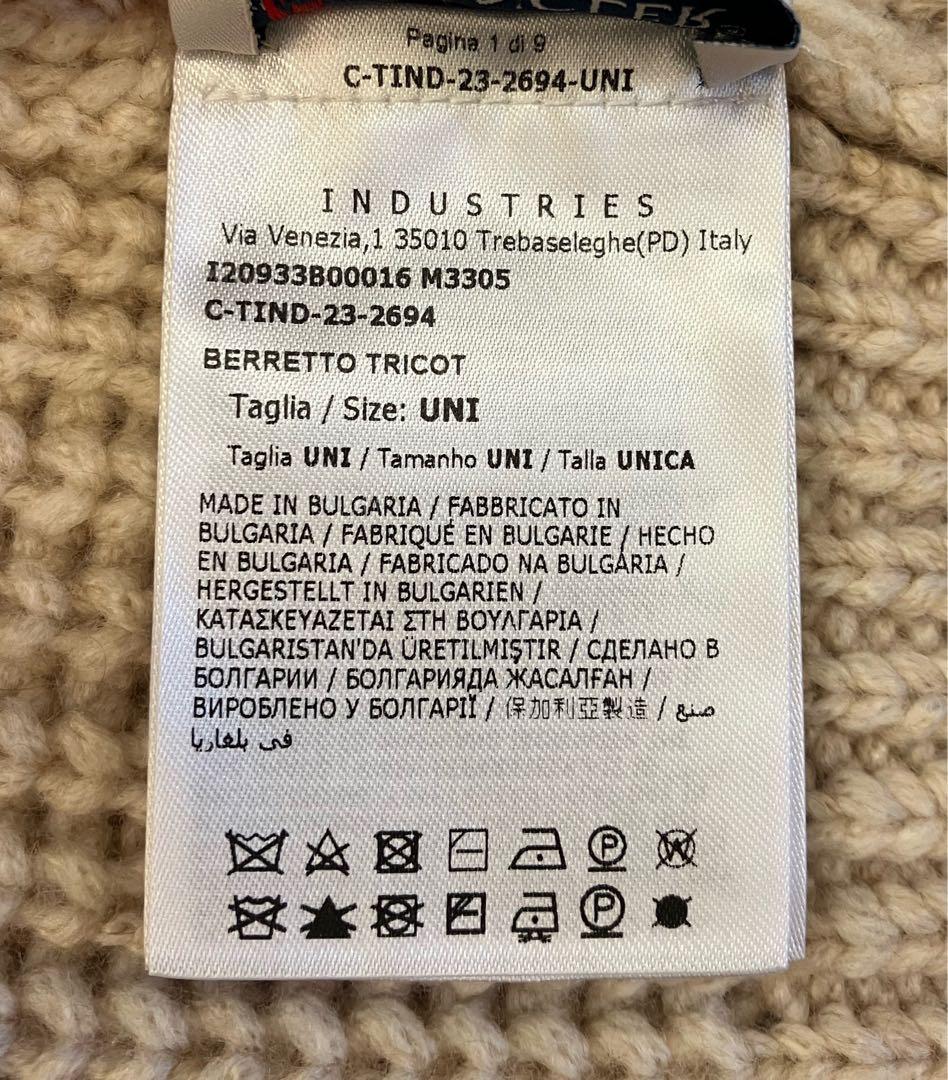 Pagina 1 di 9
C-TIND-23-2694-UNI
INDUSTRIES
Via Venezia,1 35010 Trebaseleghe(PD) Italy
I20933B00016 M3305
C-TIND-23-2694
BERRETTO TRICOT
Taglia / Size: UNI
Taglia UNI / Tamanho UNI / Talla UNICA
MADE IN BULGARIA / FABBRICATO IN
BULGARIA / FABRIQUÉ EN BULGARIE / HECHO
EN BULGARIA / FABRICADO NA BULGÁRIA /
HERGESTELLT IN BULGARIEN /
ΚΑΤΑΣΚΕΥΑΖΕΤΑΙ ΣΤΗ ΒΟΥΛΓΑΡΙΑ /
BULGARISTAN'DA ÜRETILMIŞTIR / СДЕЛАНО В
БОЛГАРИИ / БОЛГАРИЯДА ЖАСАЛҒАН /
ВИРОБЛЕНО У БОЛГАРІЇ / 保加利亞製造 / صنع
في بلغاريا
P W
P